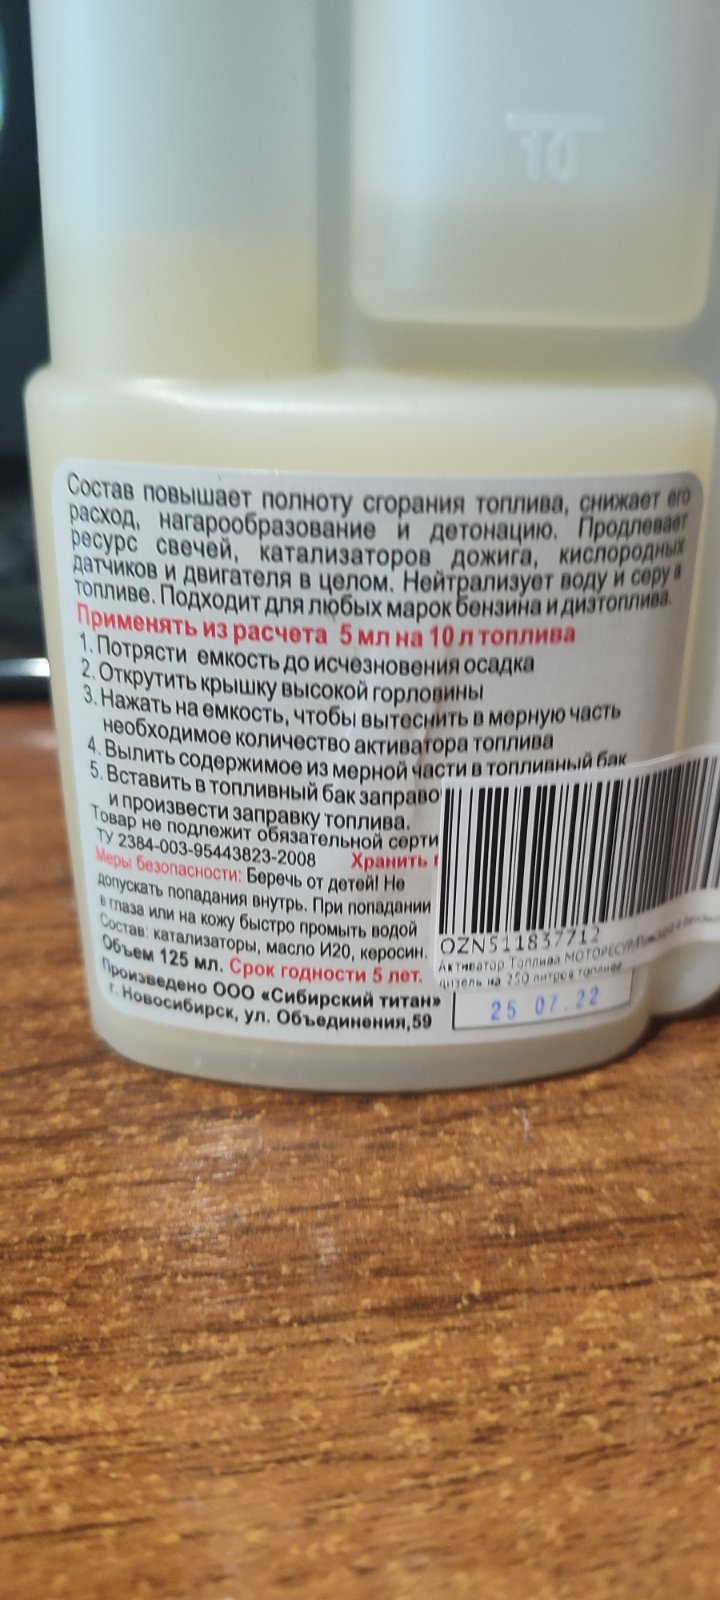 10
Состав повышает полноту сгорания топлива, снижает его
расход, нагарообразование и детонацию. Продлевает
ресурс свечей, катализаторов дожига, кислородных
датчиков и двигателя в целом. Нейтрализует воду и серу в
топливе. Подходит для любых марок бензина и дизтоплива.
Применять из расчета 5 мл на 10 л топлива
1. Потрясти емкость до исчезновения осадка
2. Открутить крышку высокой горловины
3. Нажать на емкость, чтобы вытеснить в мерную часть
необходимое количество активатора топлива
4. Вылить содержимое из мерной части в топливный бак
5. Вставить в топливный бак заправо
и произвести заправку топлива.
Товар не подлежит обязательной серти
ТУ 2384-003-95443823-2008 Хранить
Меры безопасности: Беречь от детей! Не
допускать попадания внутрь. При попадании
в глаза или на кожу быстро промыть водой
Состав: катализаторы, масло И20, керосин.
Объем 125 мл. Срок годности 5 лет.
Произведено ООО «Сибирский титан»
г. Новосибирск, ул. Объединения,59
OZN511837712
Активатор Топлива МОТОРЕСУРС
дизель на 250 литров топлива
25 07.22